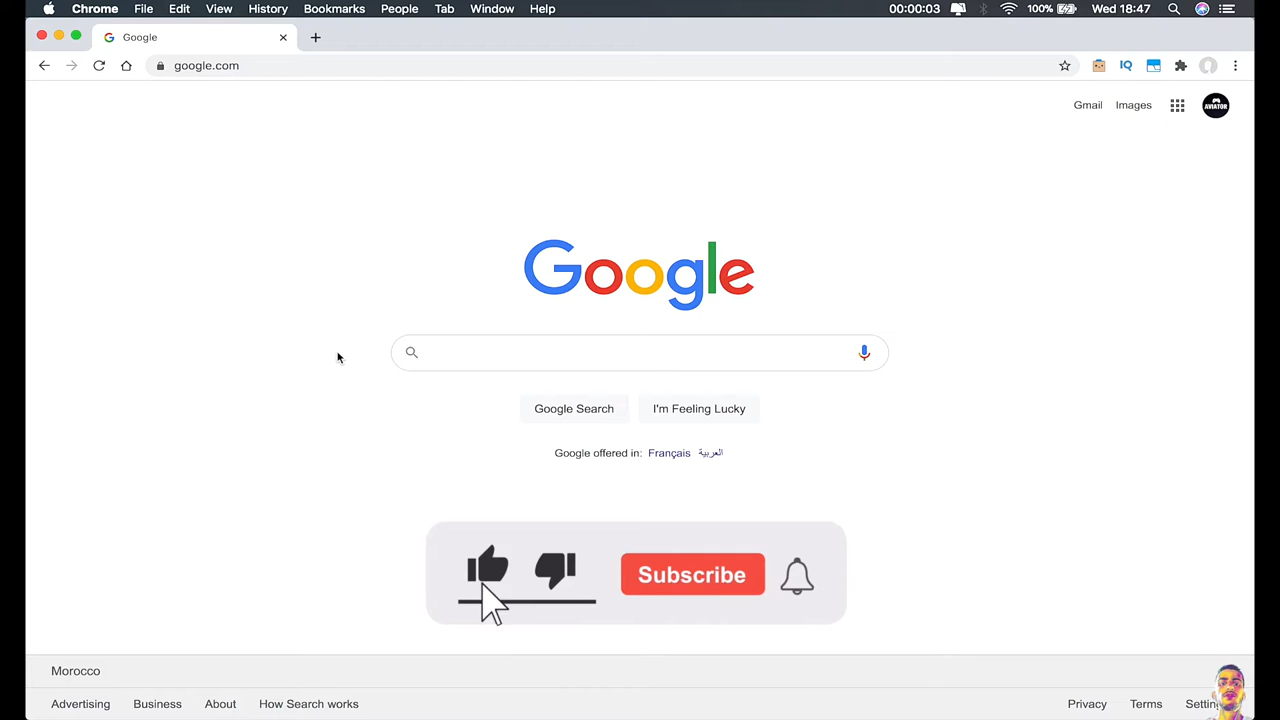 Chrome File Edit View History Bookmarks People Tab Window Help 00:00:03 100% Wed 18:47
Google
google.com
IQ
Gmail Images AVIATOR
Google
Google Search I'm Feeling Lucky
Google offered in: Français العربية
Subscribe
Morocco
Advertising Business About How Search works Privacy Terms